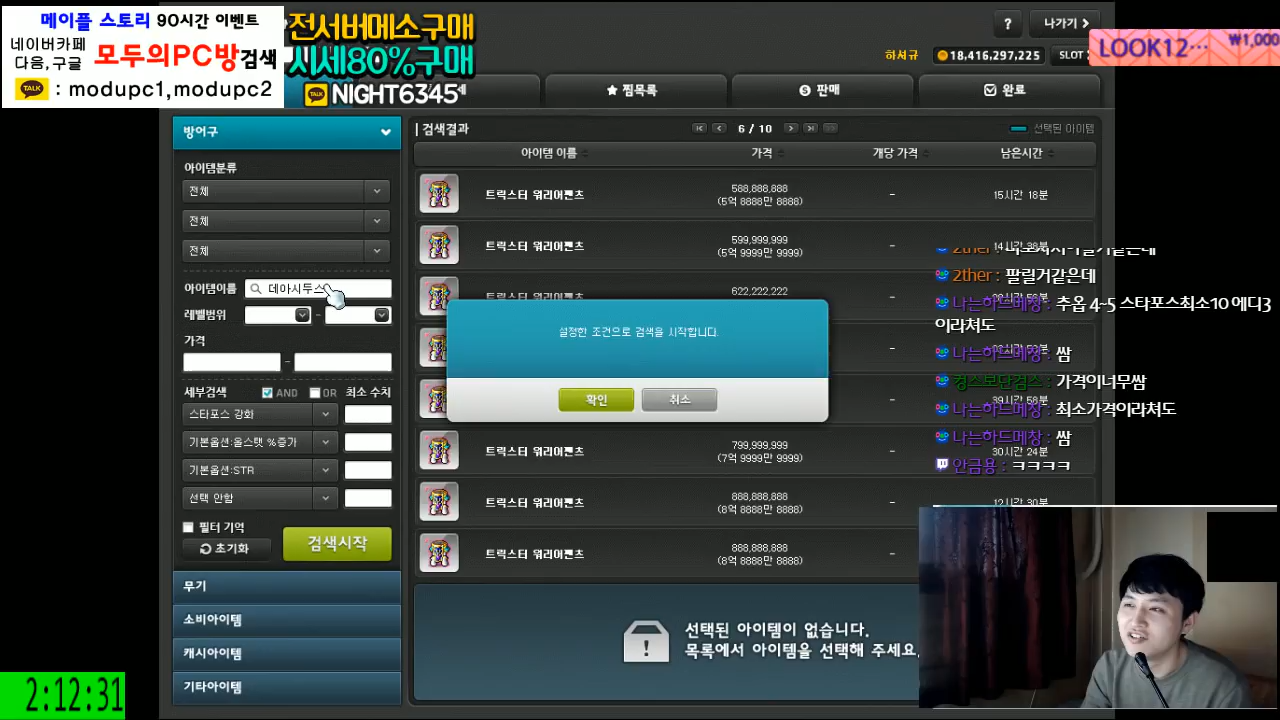 메이플 스토리 90시간 이벤트
네이버카페
다음,구글 모두의PC방검색
TALK : modupc1,modupc2
전서버메소구매
시세80%구매
TALK NIGHT6345
? 나가기 >
하서규 18,416,297,225 SLOT
LOOK12… ₩1,000
찜목록
판매
완료
방어구
아이템분류
전체
전체
전체
아이템이름 데아시두스
레벨범위 -
가격
-
세부검색 AND OR 최소 수치
스타포스 강화
기본옵션:올스탯 %증가
기본옵션:STR
선택 안함
필터 기억
초기화
검색시작
무기
소비아이템
캐시아이템
기타아이템
검색결과 6 / 10 선택된 아이템
아이템 이름 가격 개당 가격 남은시간
트릭스터 워리어팬츠 588,888,888 - 15시간 18분
(5억 8888만 8888)
트릭스터 워리어팬츠 599,999,999 - 14시간 38분
(5억 9999만 9999)
트릭스터 워리어팬츠 622,222,222 -
설정한 조건으로 검색을 시작합니다.
확인 취소
트릭스터 워리어팬츠 799,999,999 - 30시간 24분
(7억 9999만 9999)
트릭스터 워리어팬츠 888,888,888 - 12시간 30분
(8억 8888만 8888)
트릭스터 워리어팬츠 888,888,888
(8억 8888만 8888)
선택된 아이템이 없습니다.
목록에서 아이템을 선택해 주세요.
2ther : 팔릴거같은데
나는하드메창 : 추옵 4-5 스타포스최소10 에디3
이라쳐도
나는하드메창 : 쌈
컹스로단검스 : 가격이너무쌈
나는하드메창 : 최소가격이라쳐도
나는하드메창 : 쌈
안금용 : ㅋㅋㅋㅋ
2:12:31